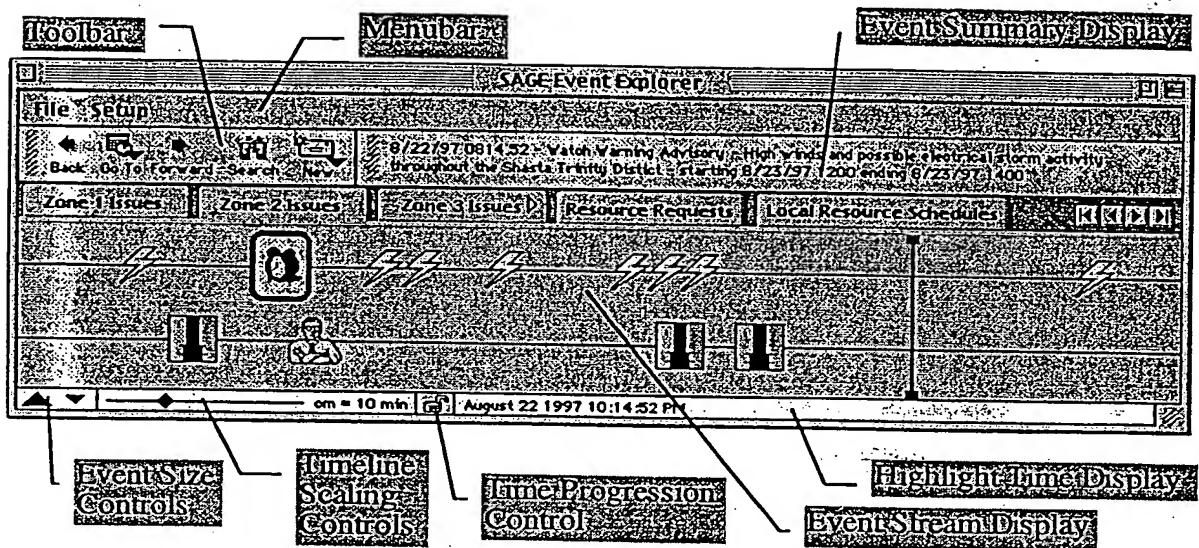 Toolbar
Menubar
Event Summary Display
SAGE Event Explorer
File Setup
Back Go To Forward Search New
8/22/97 0814:52 - Watch Warning Advisory - High winds and possible electrical storm activity
throughout the Shasta Trinity District - starting 8/23/97 1200 ending 8/23/97 1400
Zone 1 Issues
Zone 2 Issues
Zone 3 Issues
Resource Requests
Local Resource Schedules
cm = 10 min
August 22 1997 10:14:52 PM
Event Size
Controls
Timeline
Scaling
Controls
Time Progression
Control
Highlight Time Display
Event Stream Display